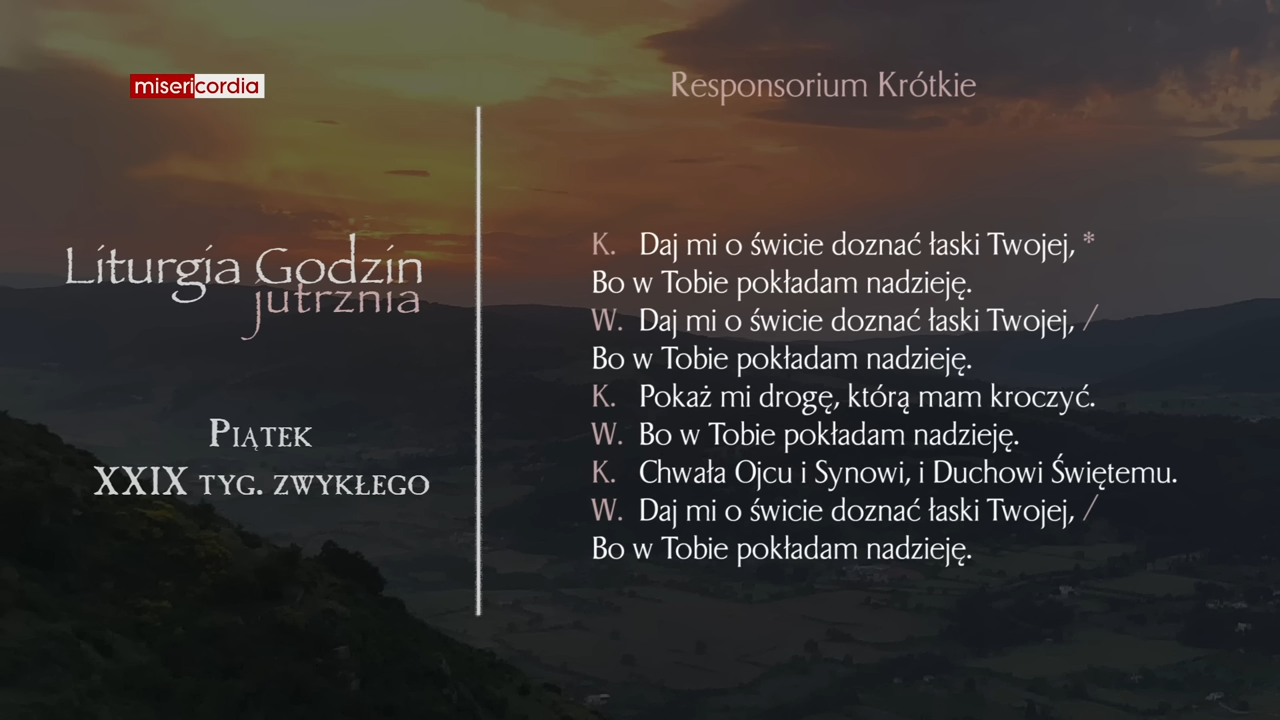 misericordia
Liturgia Godzin
jutrznia
Piątek
XXIX tyg. zwykłego
Responsorium Krótkie
K. Daj mi o świcie doznać łaski Twojej, *
Bo w Tobie pokładam nadzieję.
W. Daj mi o świcie doznać łaski Twojej, /
Bo w Tobie pokładam nadzieję.
K. Pokaż mi drogę, którą mam kroczyć.
W. Bo w Tobie pokładam nadzieję.
K. Chwała Ojcu i Synowi, i Duchowi Świętemu.
W. Daj mi o świcie doznać łaski Twojej, /
Bo w Tobie pokładam nadzieję.